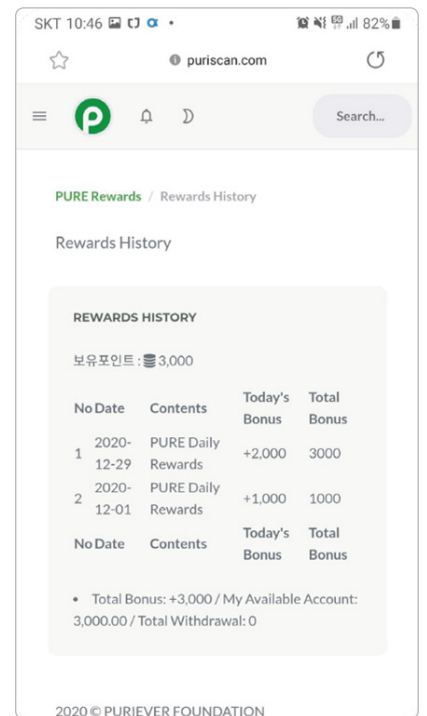 SKT 10:46 82%
puriscan.com
Search...
PURE Rewards / Rewards History
Rewards History
REWARDS HISTORY
보유포인트 : 3,000
No Date Contents Today's Bonus Total Bonus
1 2020-12-29 PURE Daily Rewards +2,000 3000
2 2020-12-01 PURE Daily Rewards +1,000 1000
No Date Contents Today's Bonus Total Bonus
• Total Bonus: +3,000 / My Available Account:
3,000.00 / Total Withdrawal: 0
2020 © PURIEVER FOUNDATION